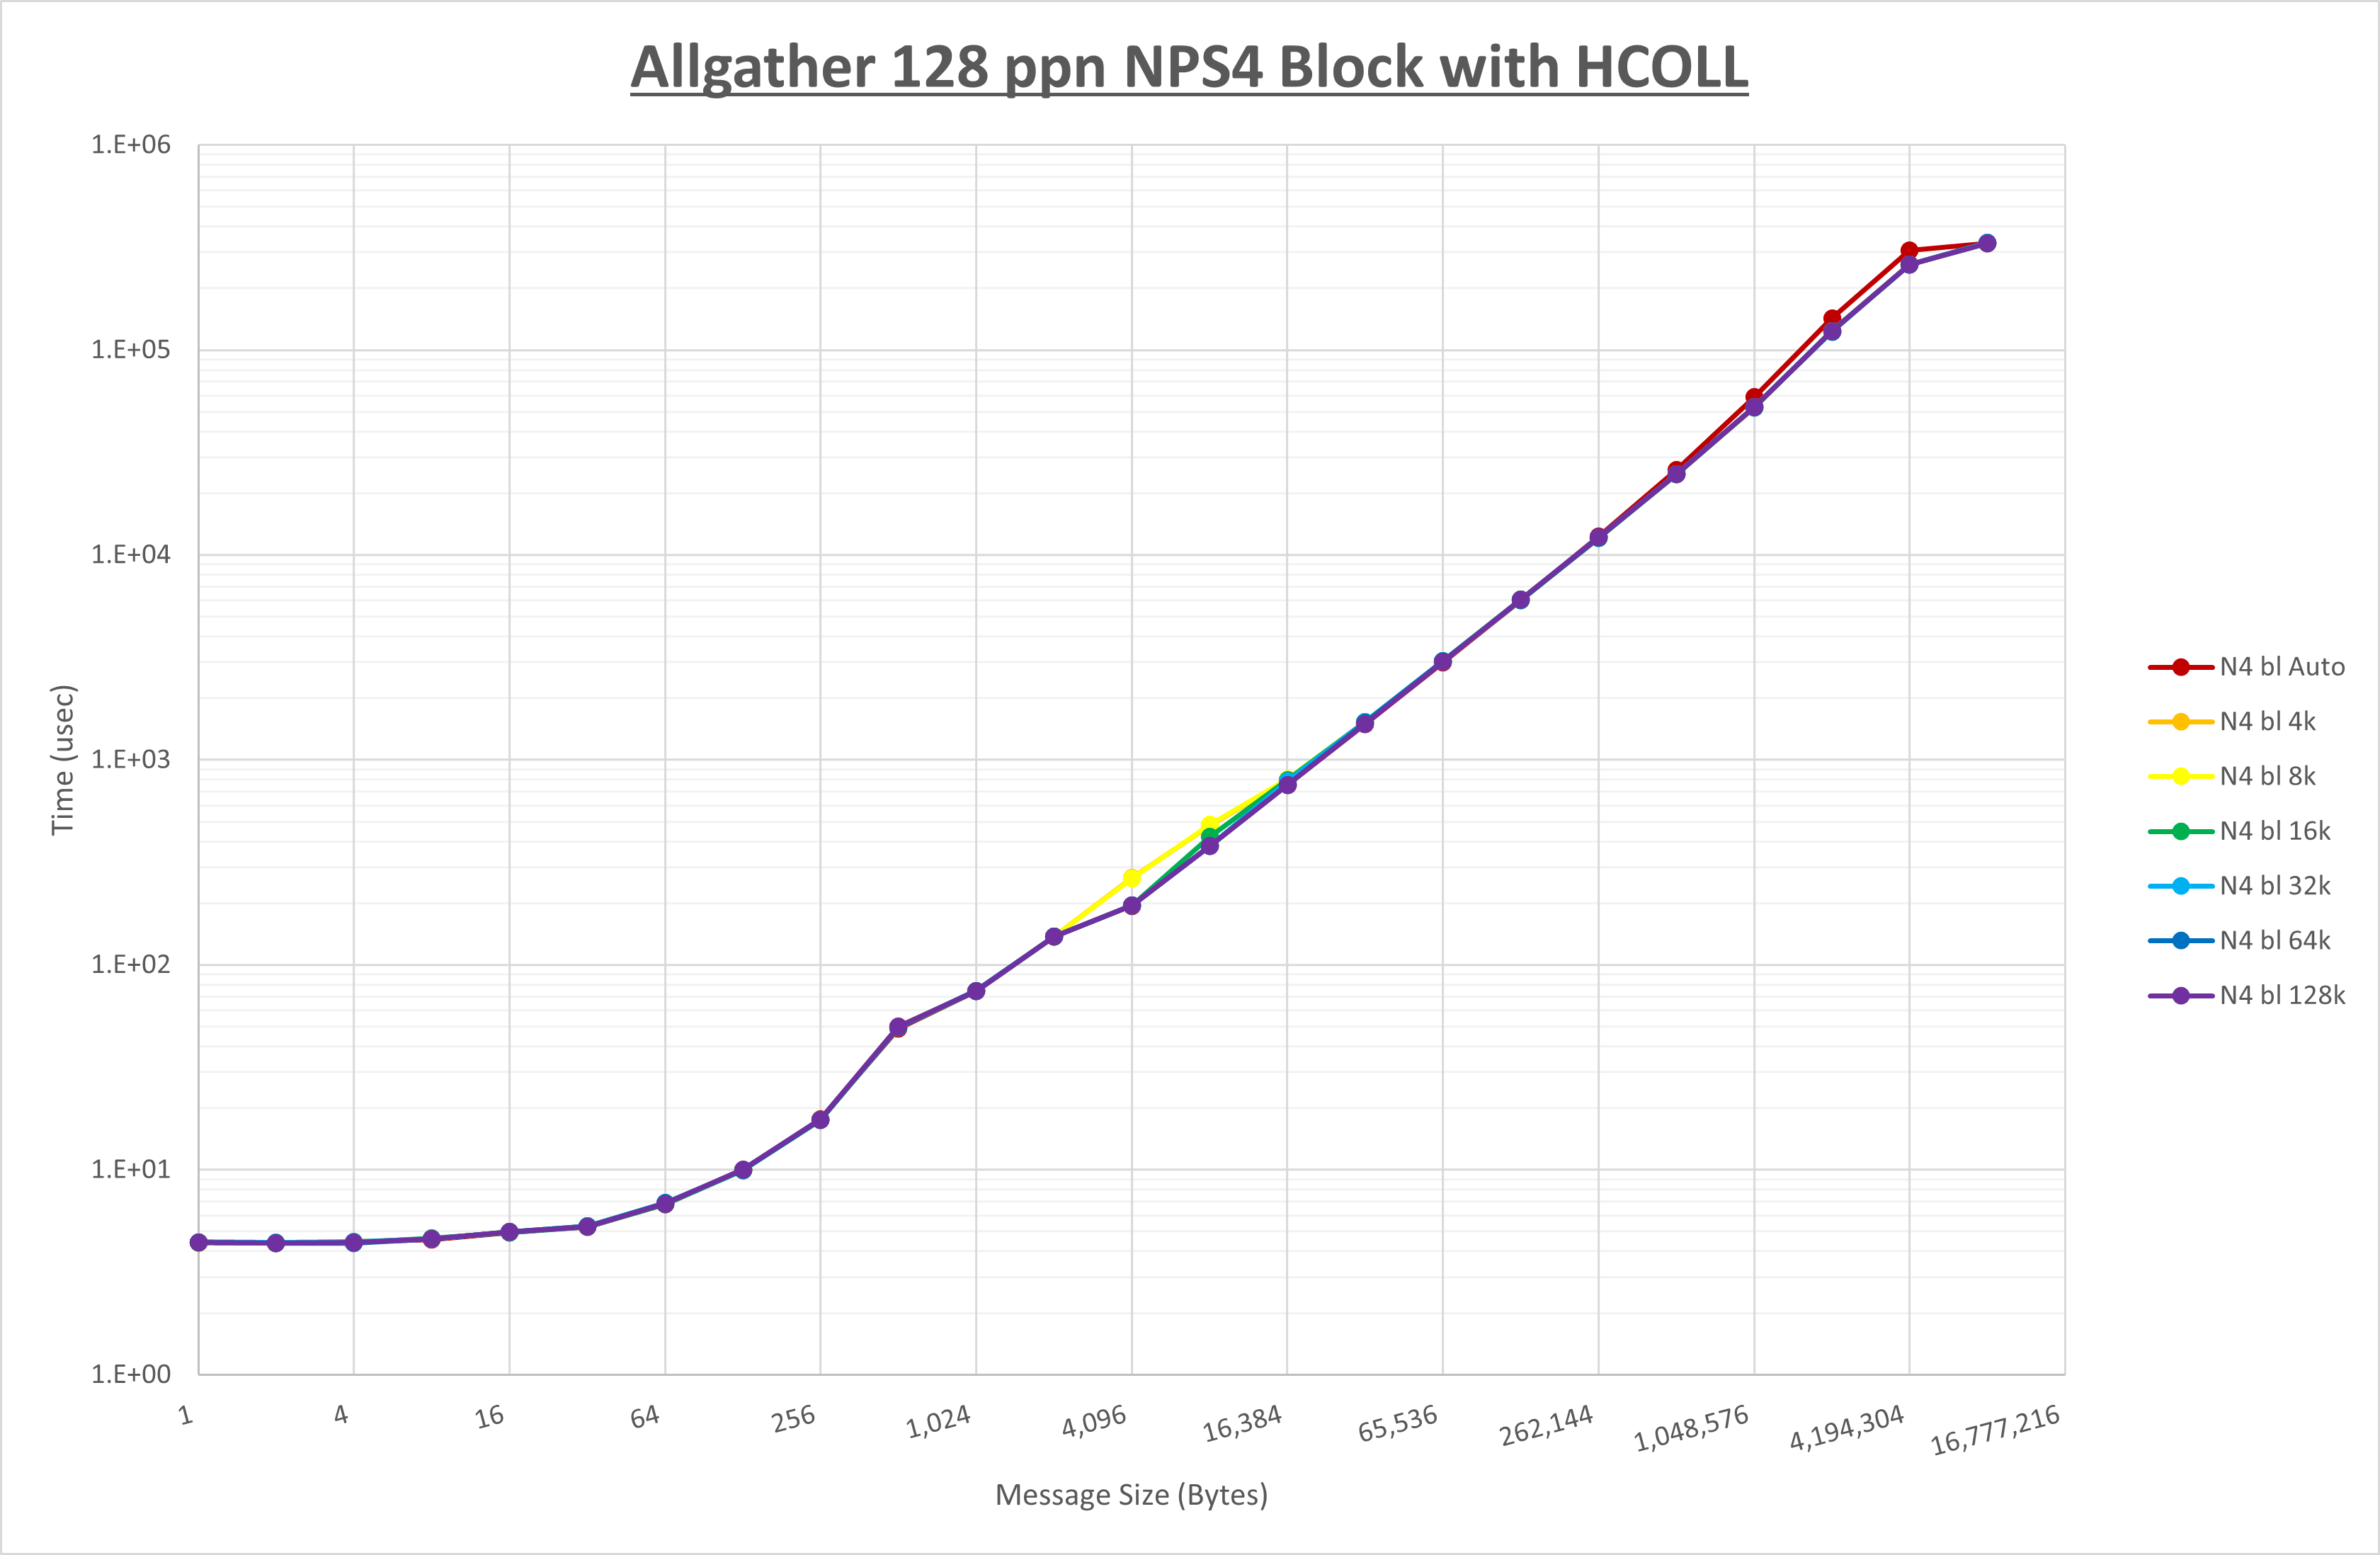 Allgather 128 ppn NPS4 Block with HCOLL
1.E+06
1.E+05
1.E+04
1.E+03
1.E+02
1.E+01
1.E+00
Time (usec)
1
4
16
64
256
1,024
4,096
16,384
65,536
262,144
1,048,576
4,194,304
16,777,216
Message Size (Bytes)
N4 bl Auto
N4 bl 4k
N4 bl 8k
N4 bl 16k
N4 bl 32k
N4 bl 64k
N4 bl 128k